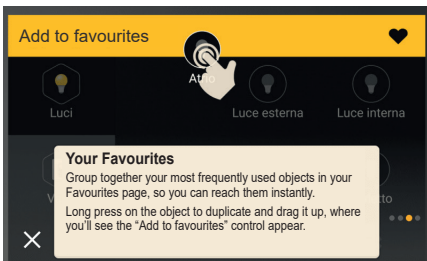 Add to favourites
Luci
Luce esterna
Luce interna
Your Favourites
Group together your most frequently used objects in your
Favourites page, so you can reach them instantly.
Long press on the object to duplicate and drag it up, where
you'll see the “Add to favourites” control appear.